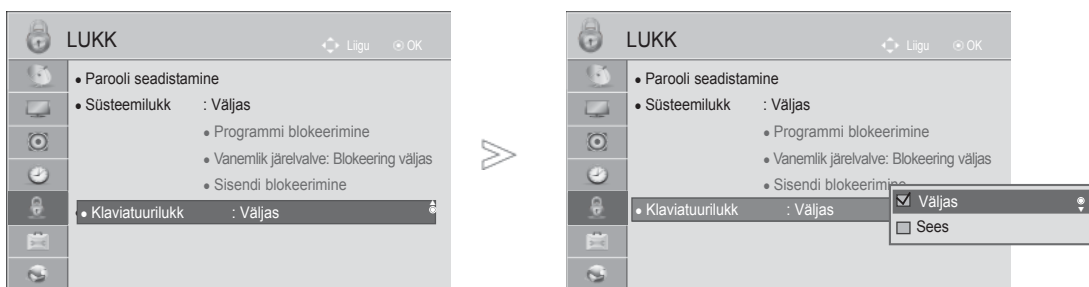 LUKK
Liigu OK
• Parooli seadistamine
• Süsteemilukk : Väljas
• Programmi blokeerimine
• Vanemlik järelvalve: Blokeering väljas
• Sisendi blokeerimine
• Klaviatuurilukk : Väljas
LUKK
Liigu OK
• Parooli seadistamine
• Süsteemilukk : Väljas
• Programmi blokeerimine
• Vanemlik järelvalve: Blokeering väljas
• Sisendi blokeerimine
• Klaviatuurilukk : Väljas
Väljas
Sees